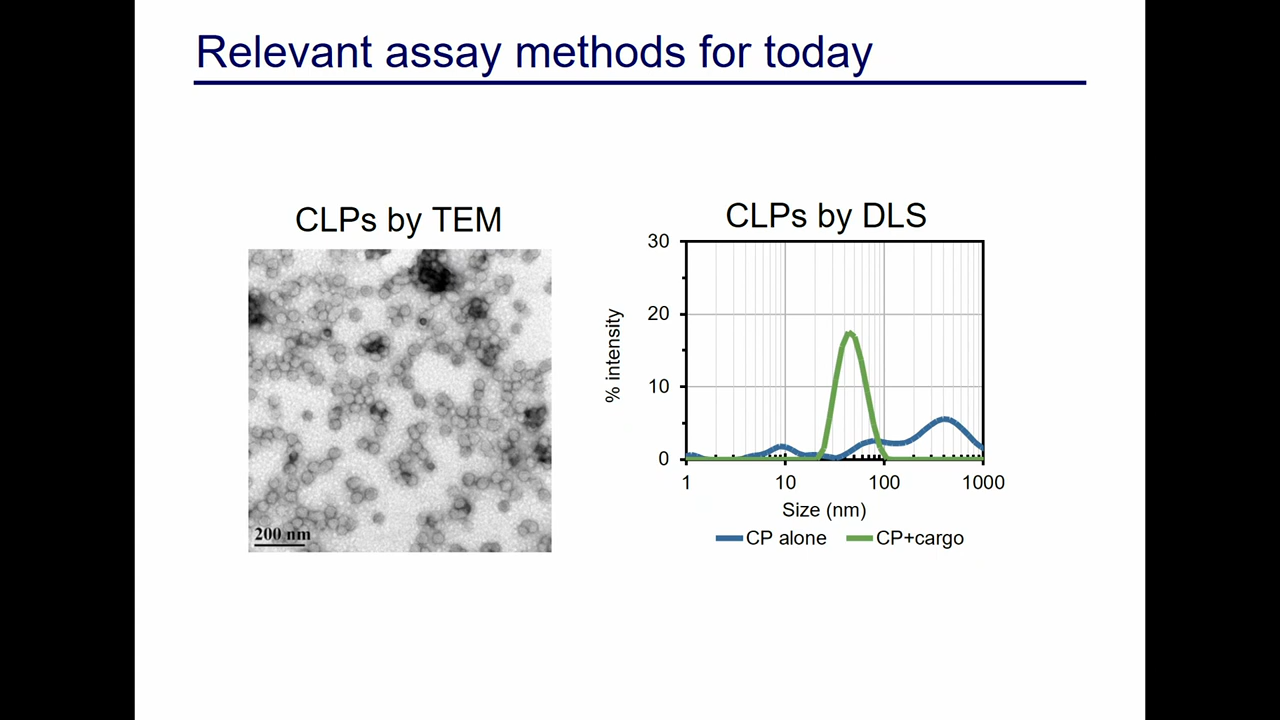 Relevant assay methods for today
CLPs by TEM
200 nm
CLPs by DLS
30
20
10
0
% intensity
1 10 100 1000
Size (nm)
CP alone CP+cargo